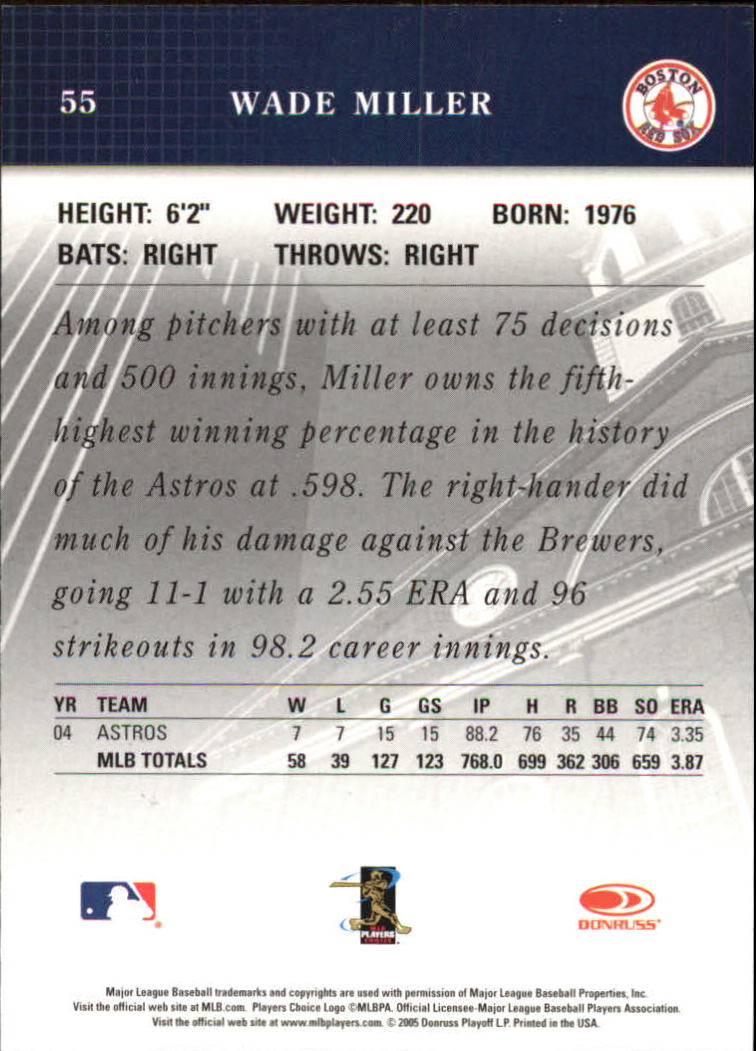 55 WADE MILLER
BOSTON
RED SOX
HEIGHT: 6'2" WEIGHT: 220 BORN: 1976
BATS: RIGHT THROWS: RIGHT
Among pitchers with at least 75 decisions
and 500 innings, Miller owns the fifth-
highest winning percentage in the history
of the Astros at .598. The right-hander did
much of his damage against the Brewers,
going 11-1 with a 2.55 ERA and 96
strikeouts in 98.2 career innings.
YR TEAM W L G GS IP H R BB SO ERA
04 ASTROS 7 7 15 15 88.2 76 35 44 74 3.35
MLB TOTALS 58 39 127 123 768.0 699 362 306 659 3.87
MLB
PLAYERS
CHOICE
DONRUSS
Major League Baseball trademarks and copyrights are used with permission of Major League Baseball Properties, Inc.
Visit the official web site at MLB.com. Players Choice Logo ©MLBPA. Official Licensee-Major League Baseball Players Association.
Visit the official web site at www.mlbplayers.com. © 2005 Donruss Playoff L.P. Printed in the USA.